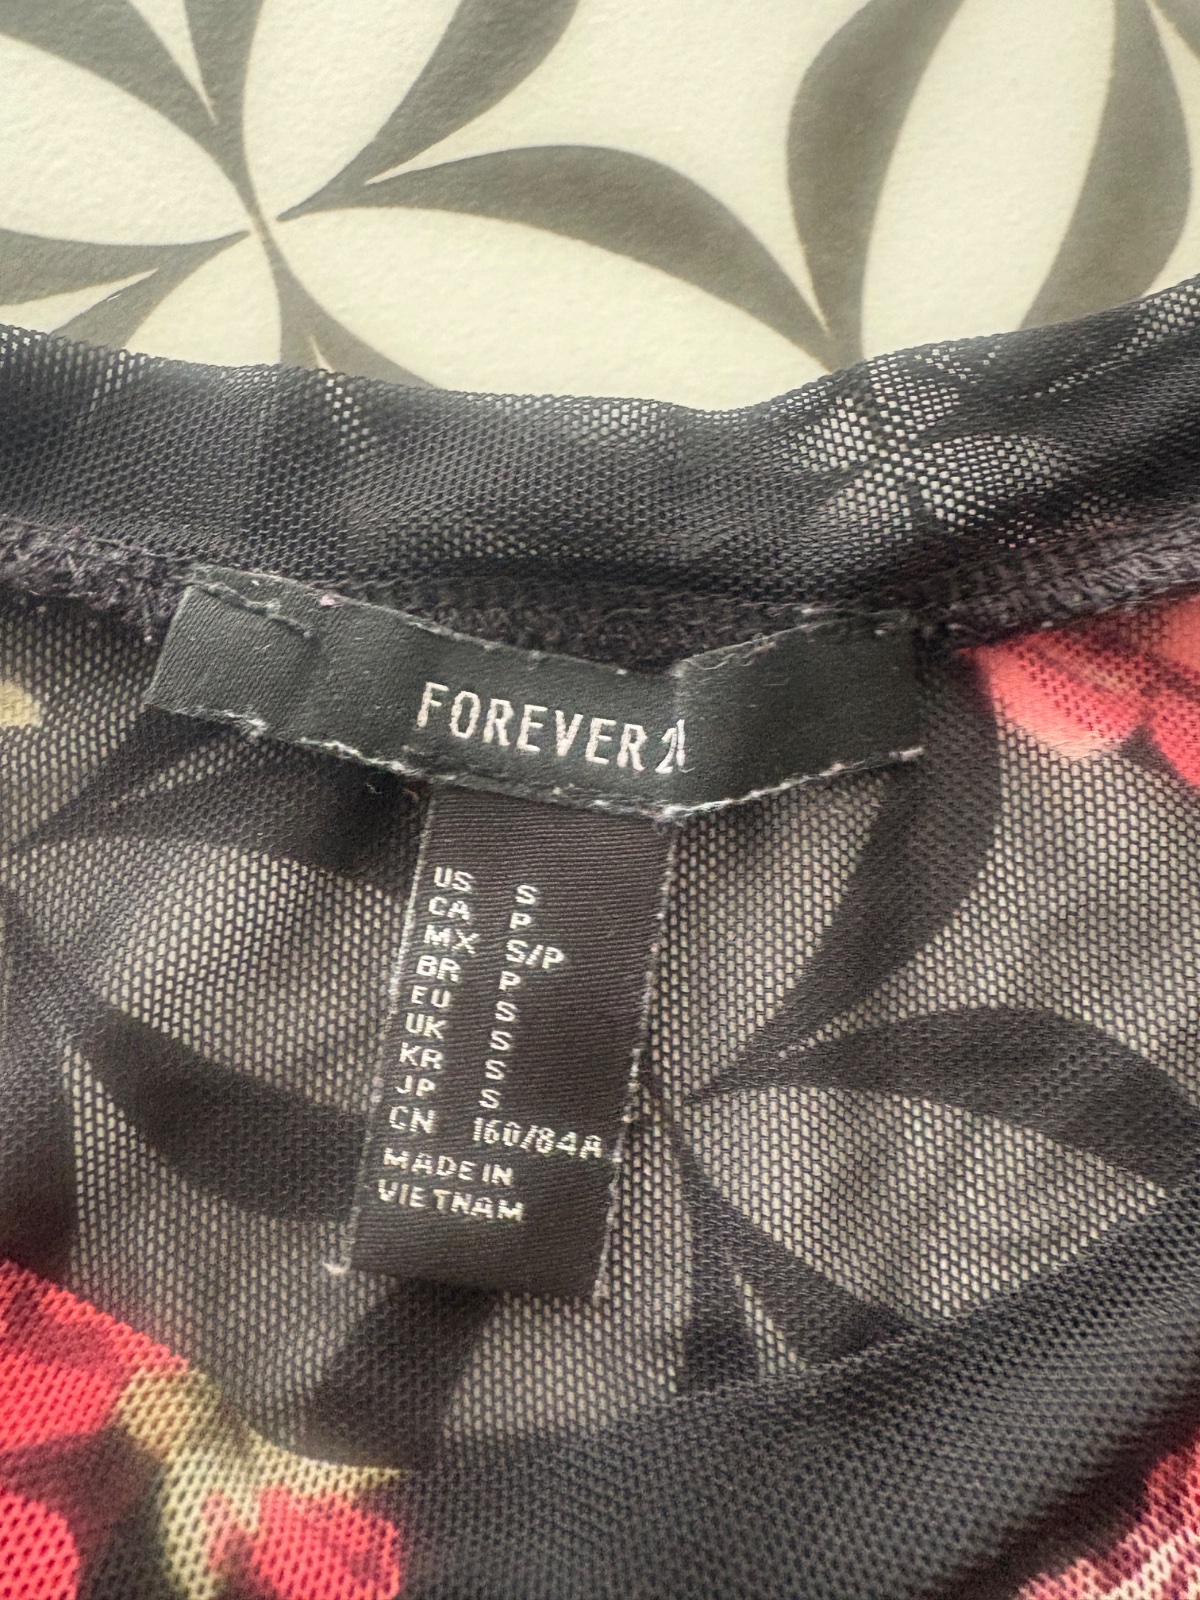 FOREVER 21
US S
CA P
MX S/P
BR P
EU S
UK S
KR S
JP S
CN 160/84A
MADE IN
VIETNAM